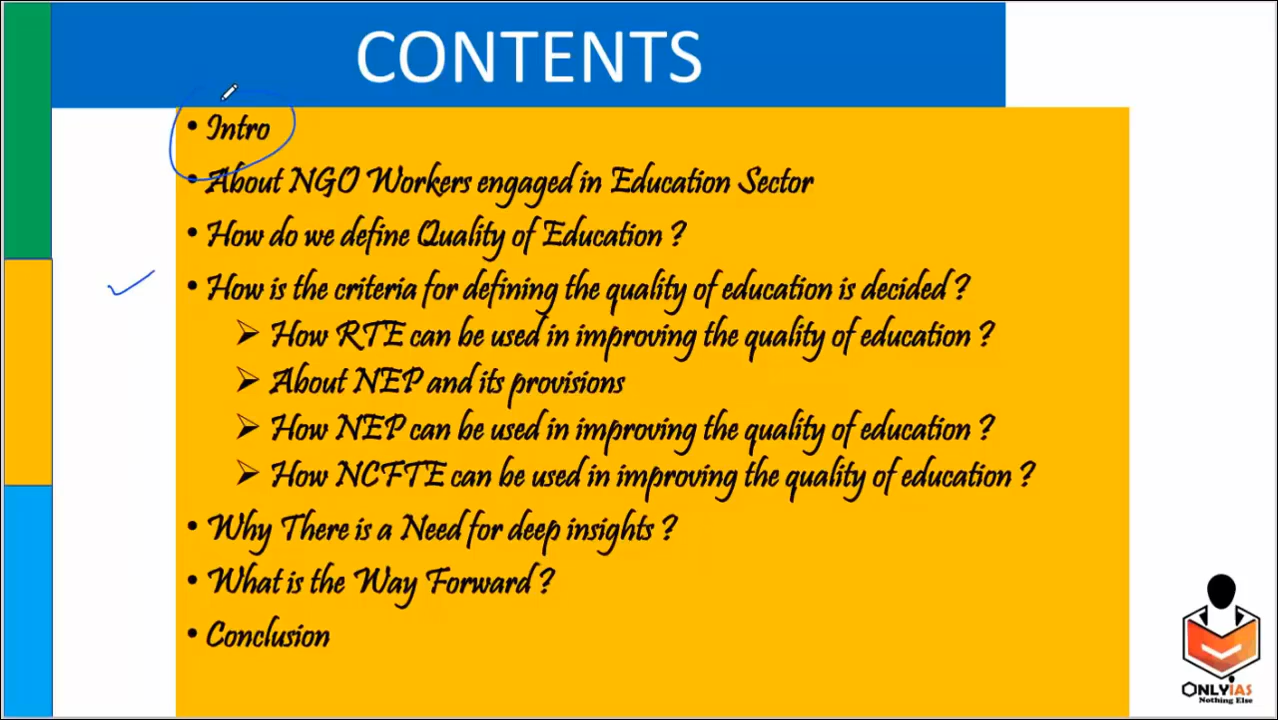 CONTENTS
• Intro
• About NGO Workers engaged in Education Sector
• How do we define Quality of Education ?
• How is the criteria for defining the quality of education is decided ?
➢ How RTE can be used in improving the quality of education ?
➢ About NEP and its provisions
➢ How NEP can be used in improving the quality of education ?
➢ How NCFTE can be used in improving the quality of education ?
• Why There is a Need for deep insights ?
• What is the Way Forward ?
• Conclusion
ONLYIAS
Nothing Else